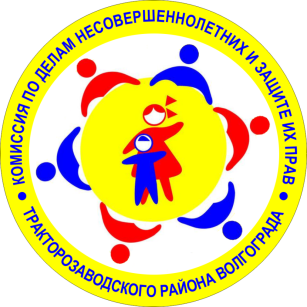 КОМИССИЯ ПО ДЕЛАМ НЕСОВЕРШЕННОЛЕТНИХ И ЗАЩИТЕ ИХ ПРАВ
ТРАКТОРОЗАВОДСКОГО РАЙОНА ВОЛГОГРАДА